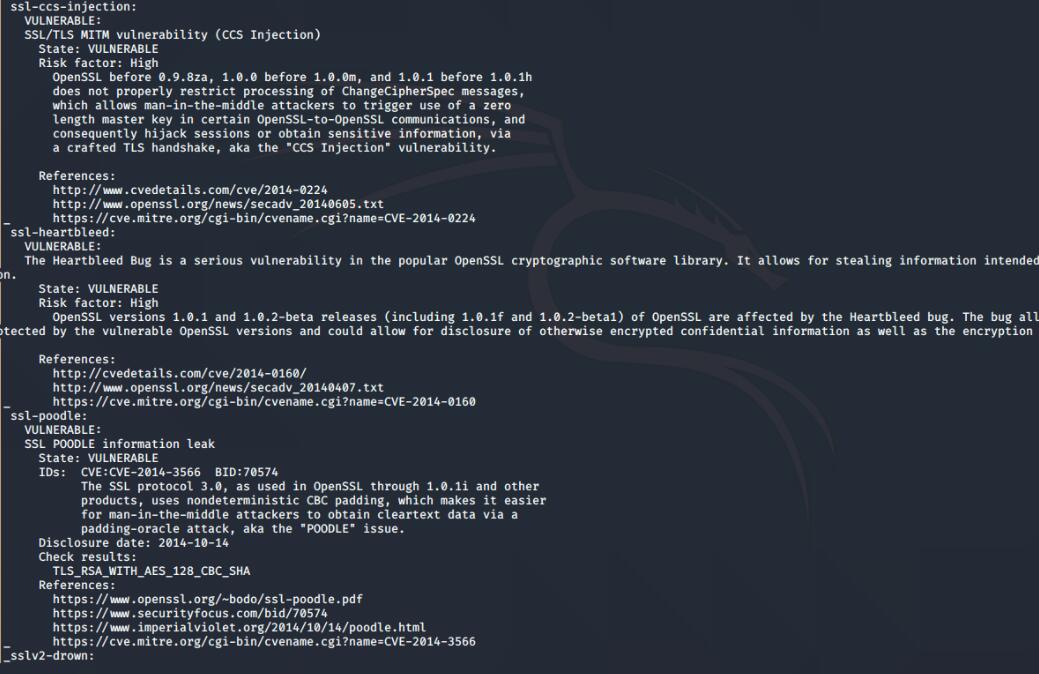 ssl-ccs-injection:
VULNERABLE:
SSL/TLS MITM vulnerability (CCS Injection)
State: VULNERABLE
Risk factor: High
OpenSSL before 0.9.8za, 1.0.0 before 1.0.0m, and 1.0.1 before 1.0.1h
does not properly restrict processing of ChangeCipherSpec messages,
which allows man-in-the-middle attackers to trigger use of a zero
length master key in certain OpenSSL-to-OpenSSL communications, and
consequently hijack sessions or obtain sensitive information, via
a crafted TLS handshake, aka the "CCS Injection" vulnerability.
References:
http://www.cvedetails.com/cve/2014-0224
http://www.openssl.org/news/secadv_20140605.txt
_ https://cve.mitre.org/cgi-bin/cvename.cgi?name=CVE-2014-0224
ssl-heartbleed:
VULNERABLE:
The Heartbleed Bug is a serious vulnerability in the popular OpenSSL cryptographic software library. It allows for stealing information intended
on.
State: VULNERABLE
Risk factor: High
OpenSSL versions 1.0.1 and 1.0.2-beta releases (including 1.0.1f and 1.0.2-beta1) of OpenSSL are affected by the Heartbleed bug. The bug all
otected by the vulnerable OpenSSL versions and could allow for disclosure of otherwise encrypted confidential information as well as the encryption
References:
http://cvedetails.com/cve/2014-0160/
http://www.openssl.org/news/secadv_20140407.txt
_ https://cve.mitre.org/cgi-bin/cvename.cgi?name=CVE-2014-0160
ssl-poodle:
VULNERABLE:
SSL POODLE information leak
State: VULNERABLE
IDs: CVE:CVE-2014-3566 BID:70574
The SSL protocol 3.0, as used in OpenSSL through 1.0.1i and other
products, uses nondeterministic CBC padding, which makes it easier
for man-in-the-middle attackers to obtain cleartext data via a
padding-oracle attack, aka the "POODLE" issue.
Disclosure date: 2014-10-14
Check results:
TLS_RSA_WITH_AES_128_CBC_SHA
References:
https://www.openssl.org/~bodo/ssl-poodle.pdf
https://www.securityfocus.com/bid/70574
https://www.imperialviolet.org/2014/10/14/poodle.html
_ https://cve.mitre.org/cgi-bin/cvename.cgi?name=CVE-2014-3566
_sslv2-drown: